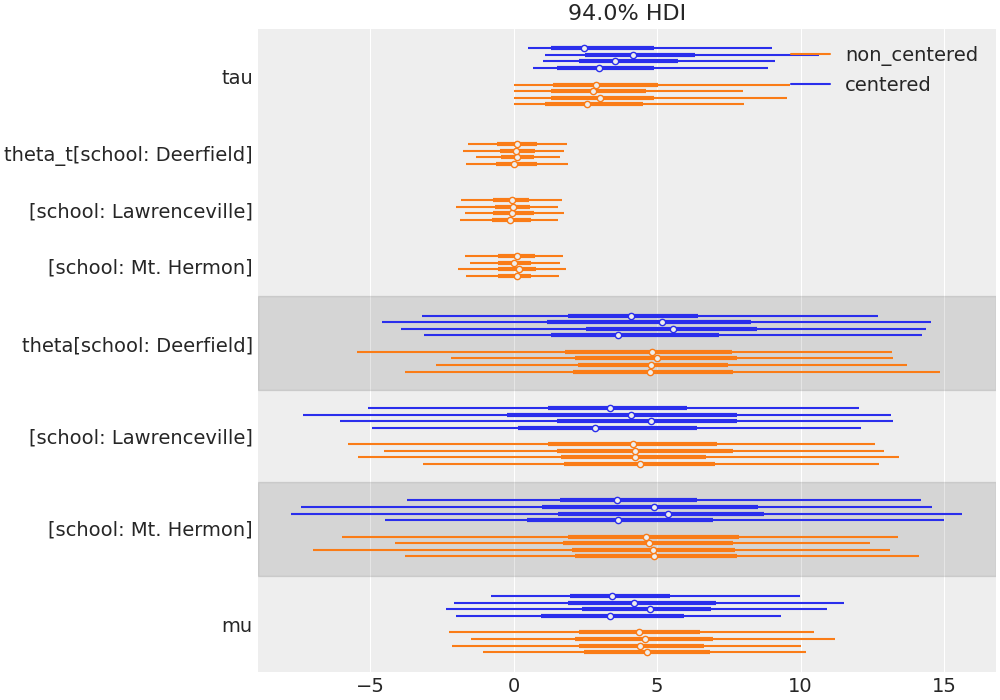 94.0% HDI
tau
non_centered
centered
theta_t[school: Deerfield]
[school: Lawrenceville]
[school: Mt. Hermon]
theta[school: Deerfield]
[school: Lawrenceville]
[school: Mt. Hermon]
mu
−5 0 5 10 15